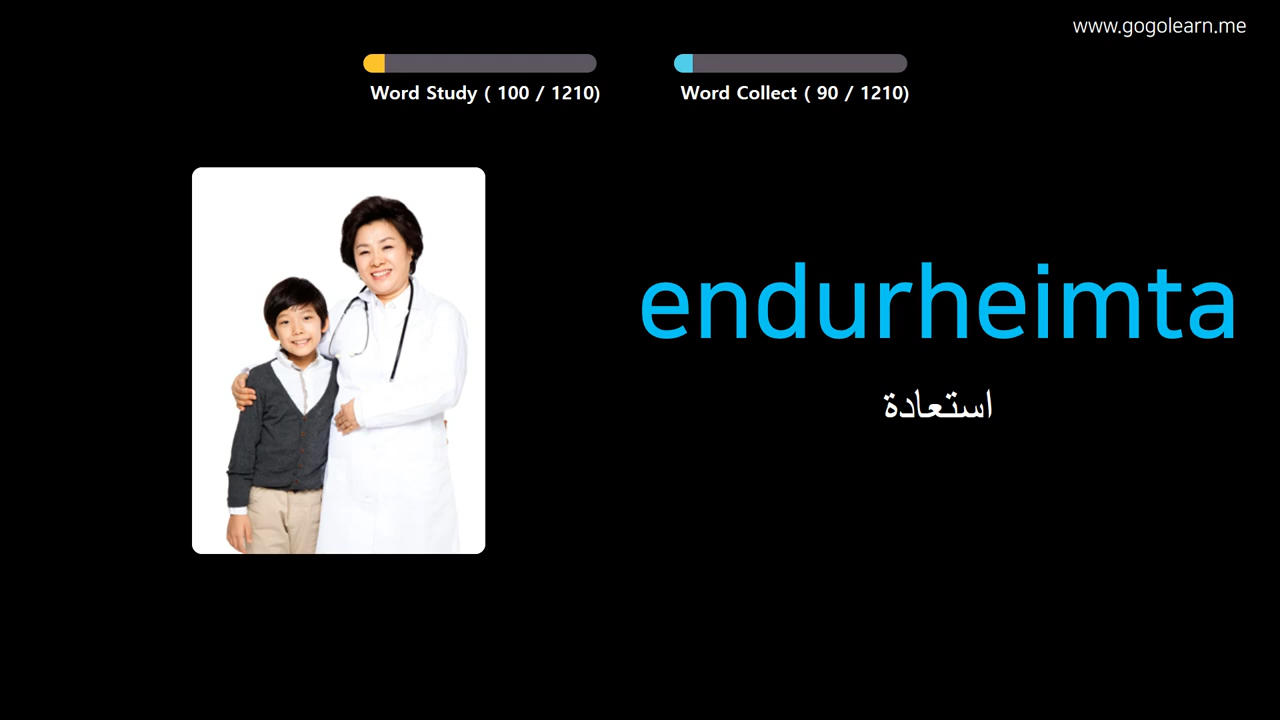 www.gogolearn.me
Word Study ( 100 / 1210)
Word Collect ( 90 / 1210)
endurheimta
استعادة